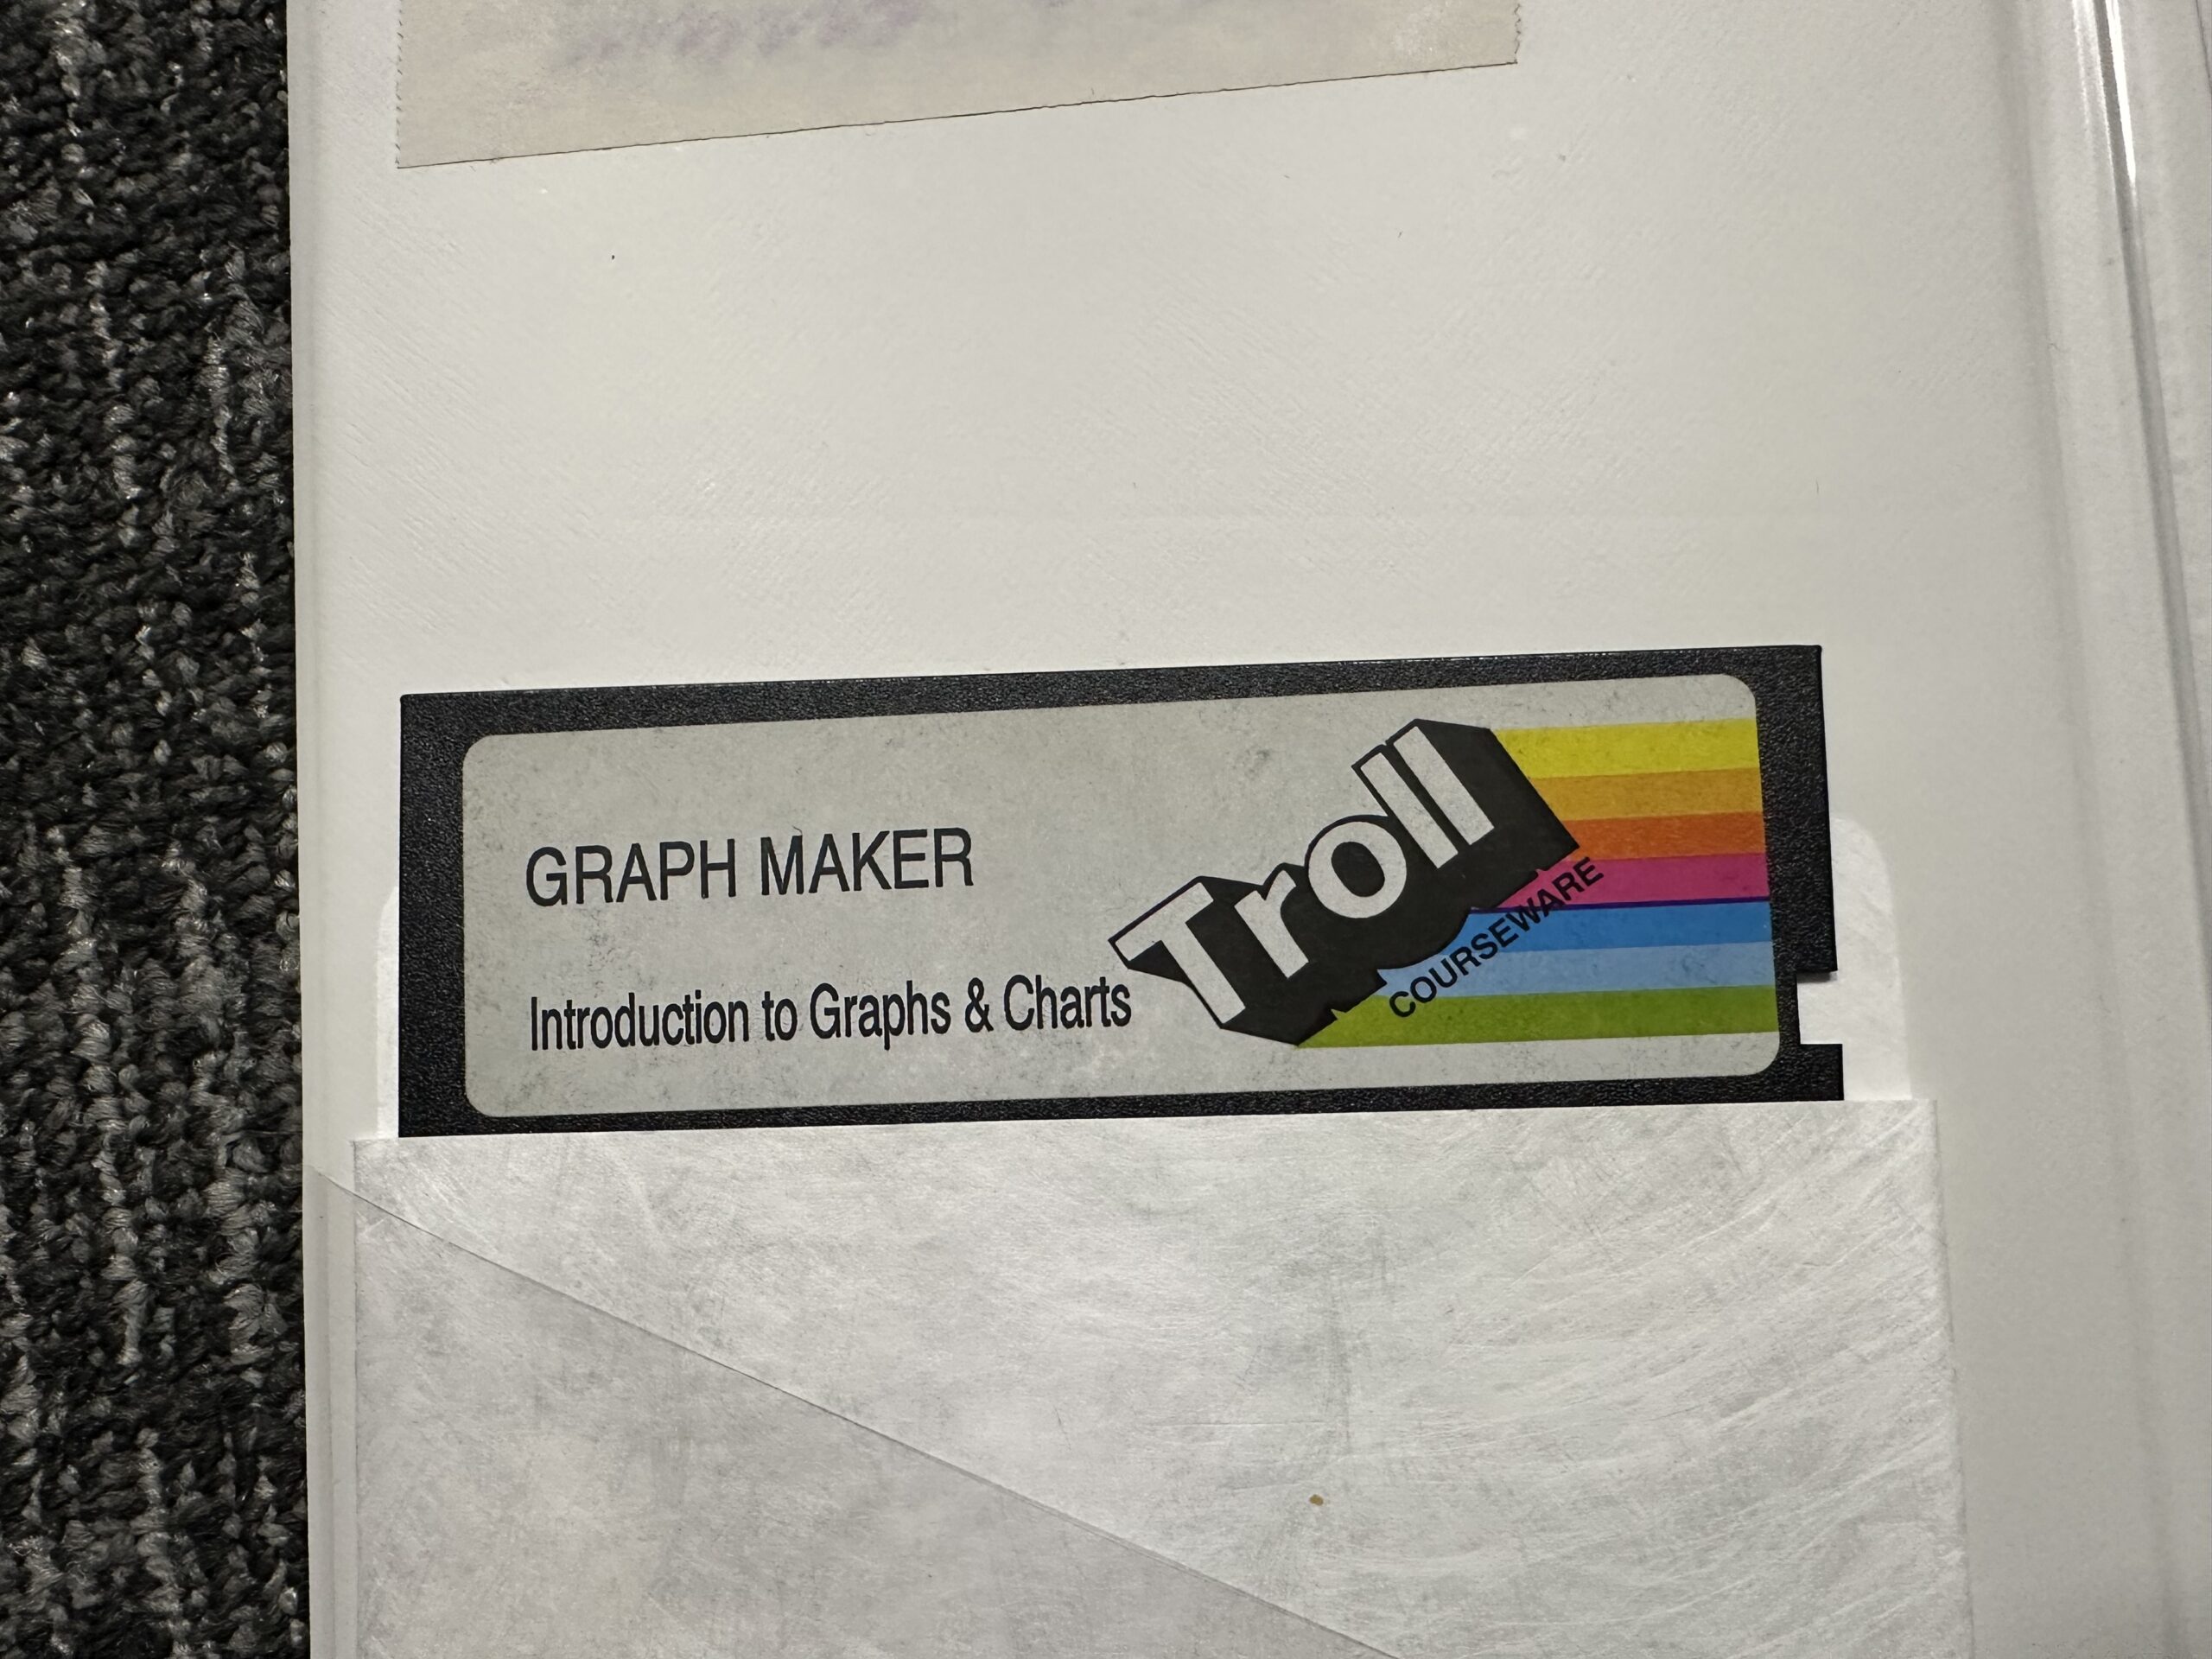 GRAPH MAKER
Introduction to Graphs & Charts
Troll
COURSEWARE